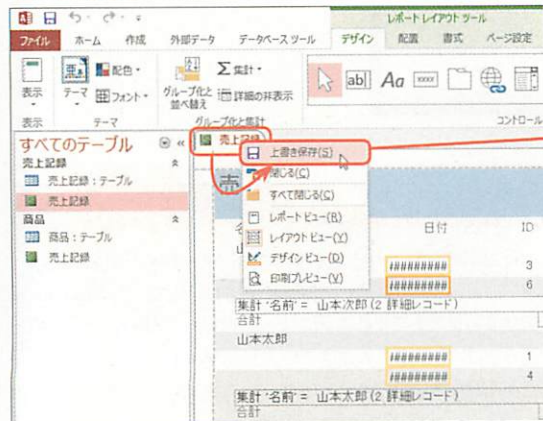 レポート レイアウト ツール
ファイル ホーム 作成 外部データ データベース ツール デザイン 配置 書式 ページ設定
表示 テーマ 配色 フォント グループ化と並べ替え Σ 集計 詳細の非表示 ab| Aa XXXX
表示 テーマ グループ化と集計 コントロール
すべてのテーブル
売上記録
売上記録：テーブル
売上記録
商品
商品：テーブル
売上記録
売上記録
上書き保存(S)
閉じる(C)
すべて閉じる(C)
レポート ビュー(R)
レイアウト ビュー(Y)
デザイン ビュー(D)
印刷プレビュー(V)
日付 ID
######### 3
######### 6
集計 '名前' = 山本次郎 (2 詳細レコード)
合計
山本太郎
######### 1
######### 4
集計 '名前' = 山本太郎 (2 詳細レコード)
合計